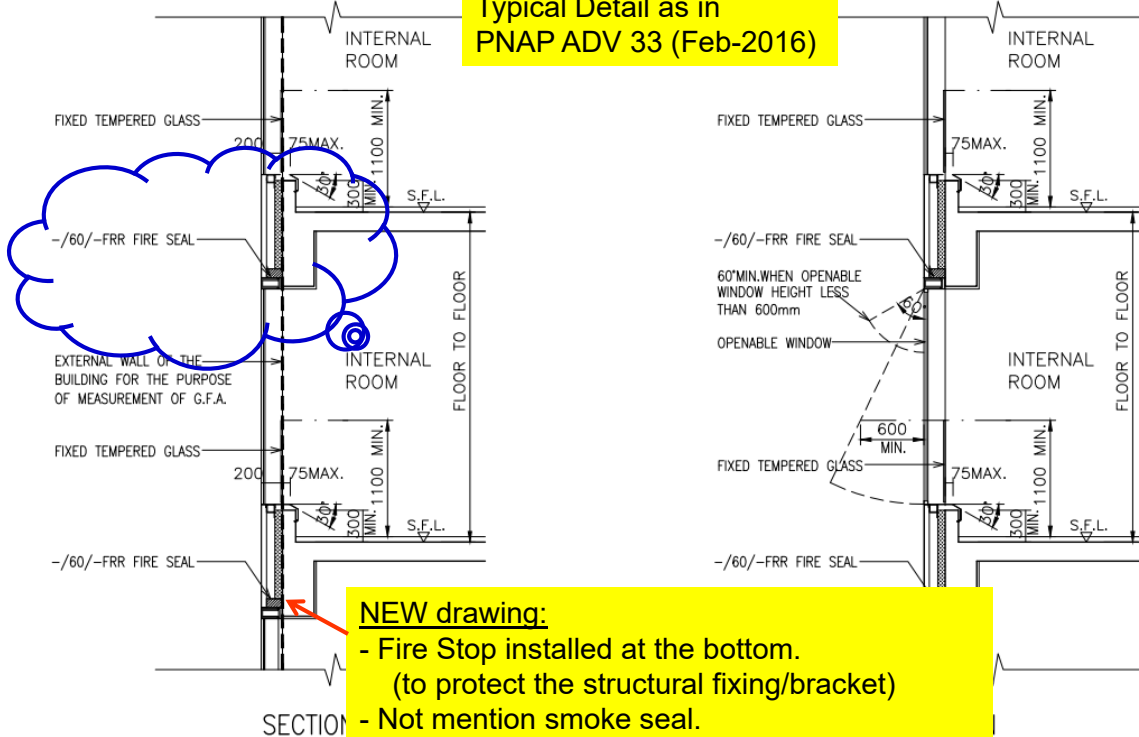 Typical Detail as in
PNAP ADV 33 (Feb-2016)
INTERNAL
ROOM
FIXED TEMPERED GLASS
200
75MAX.
1100 MIN.
30°
300
MIN.
S.F.L.
-/60/-FRR FIRE SEAL
EXTERNAL WALL OF THE
BUILDING FOR THE PURPOSE
OF MEASUREMENT OF G.F.A.
INTERNAL
ROOM
FLOOR TO FLOOR
FIXED TEMPERED GLASS
200
75MAX.
1100 MIN.
30°
300
MIN.
S.F.L.
-/60/-FRR FIRE SEAL
INTERNAL
ROOM
FIXED TEMPERED GLASS
75MAX.
1100 MIN.
30°
300
MIN.
S.F.L.
-/60/-FRR FIRE SEAL
60°MIN.WHEN OPENABLE
WINDOW HEIGHT LESS
THAN 600mm
60°
OPENABLE WINDOW
INTERNAL
ROOM
FLOOR TO FLOOR
600
MIN.
FIXED TEMPERED GLASS
75MAX.
1100 MIN.
30°
300
MIN.
S.F.L.
-/60/-FRR FIRE SEAL
NEW drawing:
- Fire Stop installed at the bottom.
(to protect the structural fixing/bracket)
- Not mention smoke seal.
SECTION